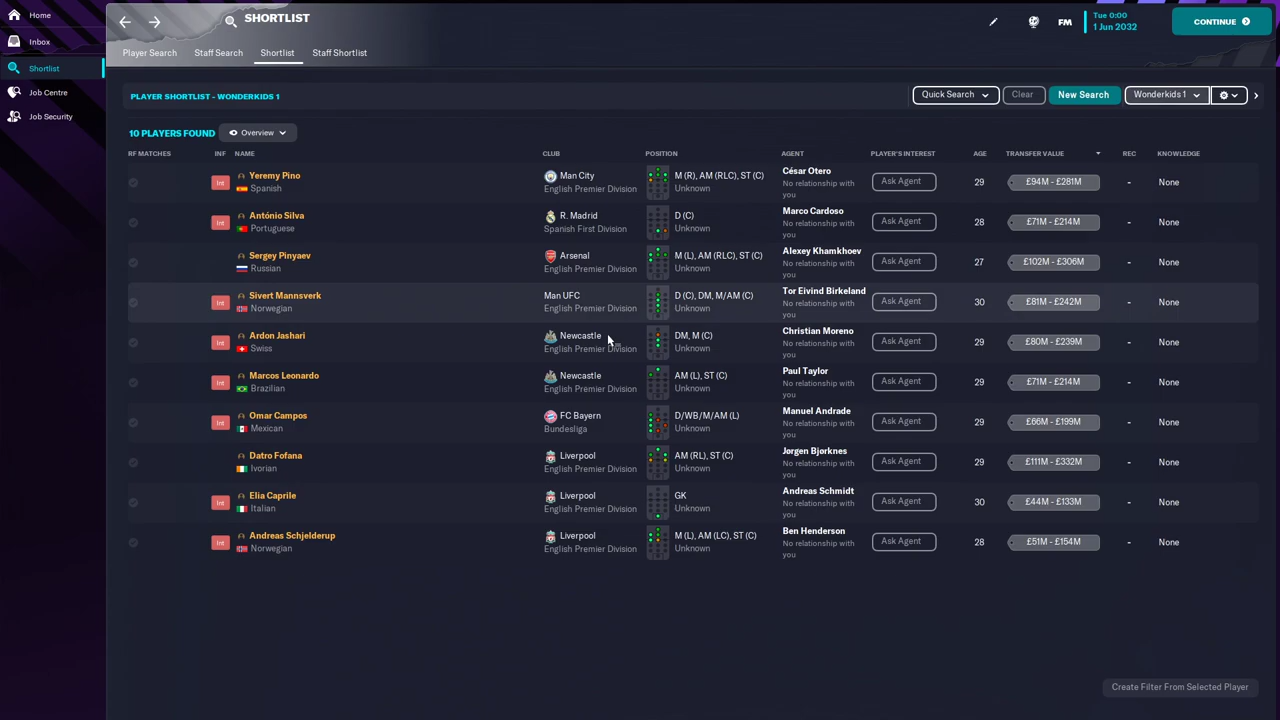 Home
Inbox
Shortlist
Job Centre
Job Security
SHORTLIST
FM
Tue 0:00
1 Jun 2032
CONTINUE
Player Search Staff Search Shortlist Staff Shortlist
PLAYER SHORTLIST - WONDERKIDS 1
Quick Search Clear New Search Wonderkids 1
10 PLAYERS FOUND Overview
RF MATCHES INF NAME CLUB POSITION AGENT PLAYER'S INTEREST AGE TRANSFER VALUE REC KNOWLEDGE
Int Yeremy Pino Man City M (R), AM (RLC), ST (C) César Otero Ask Agent 29 £94M - £281M - None
Spanish English Premier Division Unknown No relationship with you
Int António Silva R. Madrid D (C) Marco Cardoso Ask Agent 28 £71M - £214M - None
Portuguese Spanish First Division Unknown No relationship with you
Sergey Pinyaev Arsenal M (L), AM (RLC), ST (C) Alexey Khamkhoev Ask Agent 27 £102M - £306M - None
Russian English Premier Division Unknown No relationship with you
Int Sivert Mannsverk Man UFC D (C), DM, M/AM (C) Tor Eivind Birkeland Ask Agent 30 £81M - £242M - None
Norwegian English Premier Division Unknown No relationship with you
Int Ardon Jashari Newcastle DM, M (C) Christian Moreno Ask Agent 29 £80M - £239M - None
Swiss English Premier Division Unknown No relationship with you
Int Marcos Leonardo Newcastle AM (L), ST (C) Paul Taylor Ask Agent 29 £71M - £214M - None
Brazilian English Premier Division Unknown No relationship with you
Int Omar Campos FC Bayern D/WB/M/AM (L) Manuel Andrade Ask Agent 29 £66M - £199M - None
Mexican Bundesliga Unknown No relationship with you
Datro Fofana Liverpool AM (RL), ST (C) Jørgen Bjørknes Ask Agent 29 £111M - £332M - None
Ivorian English Premier Division Unknown No relationship with you
Int Elia Caprile Liverpool GK Andreas Schmidt Ask Agent 30 £44M - £133M - None
Italian English Premier Division Unknown No relationship with you
Int Andreas Schjelderup Liverpool M (L), AM (LC), ST (C) Ben Henderson Ask Agent 28 £51M - £154M - None
Norwegian English Premier Division Unknown No relationship with you
Create Filter From Selected Player